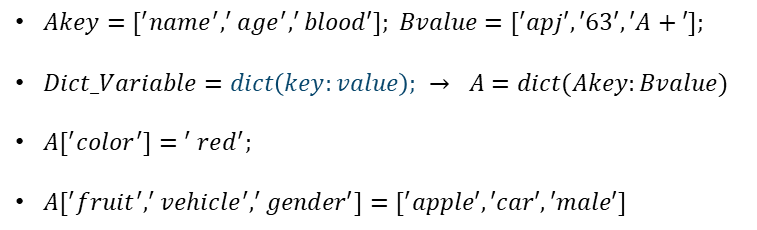 • Akey = ['name',' age',' blood']; Bvalue = ['apj','63','A + '];
• Dict_Variable = dict(key: value); → A = dict(Akey: Bvalue)
• A['color'] = ' red';
• A['fruit',' vehicle',' gender'] = ['apple','car','male']